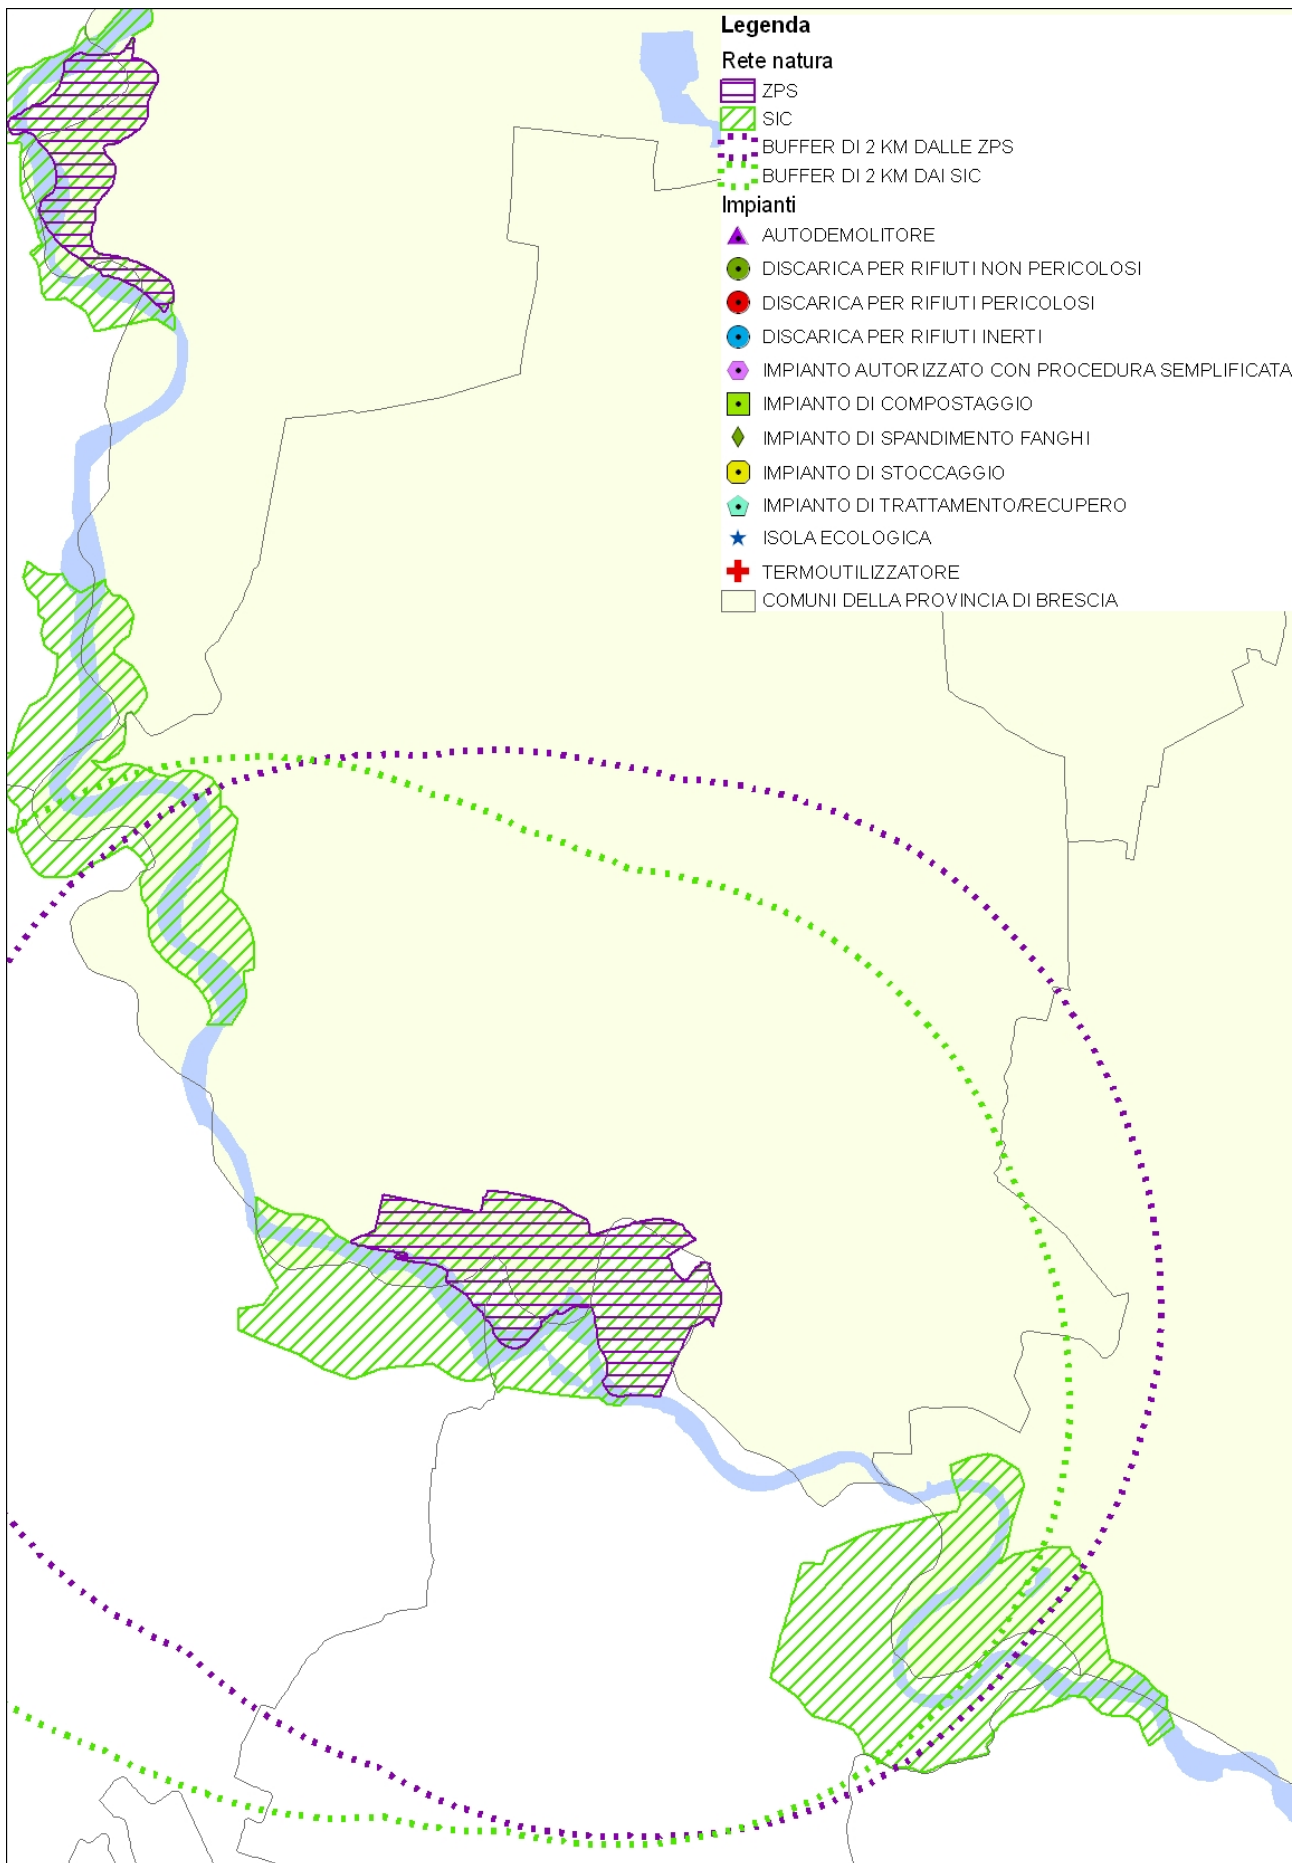 Legenda
Rete natura
ZPS
SIC
BUFFER DI 2 KM DALLE ZPS
BUFFER DI 2 KM DAI SIC
Impianti
AUTODEMOLITORE
DISCARICA PER RIFIUTI NON PERICOLOSI
DISCARICA PER RIFIUTI PERICOLOSI
DISCARICA PER RIFIUTI INERTI
IMPIANTO AUTORIZZATO CON PROCEDURA SEMPLIFICATA
IMPIANTO DI COMPOSTAGGIO
IMPIANTO DI SPANDIMENTO FANGHI
IMPIANTO DI STOCCAGGIO
IMPIANTO DI TRATTAMENTO/RECUPERO
ISOLA ECOLOGICA
TERMOUTILIZZATORE
COMUNI DELLA PROVINCIA DI BRESCIA